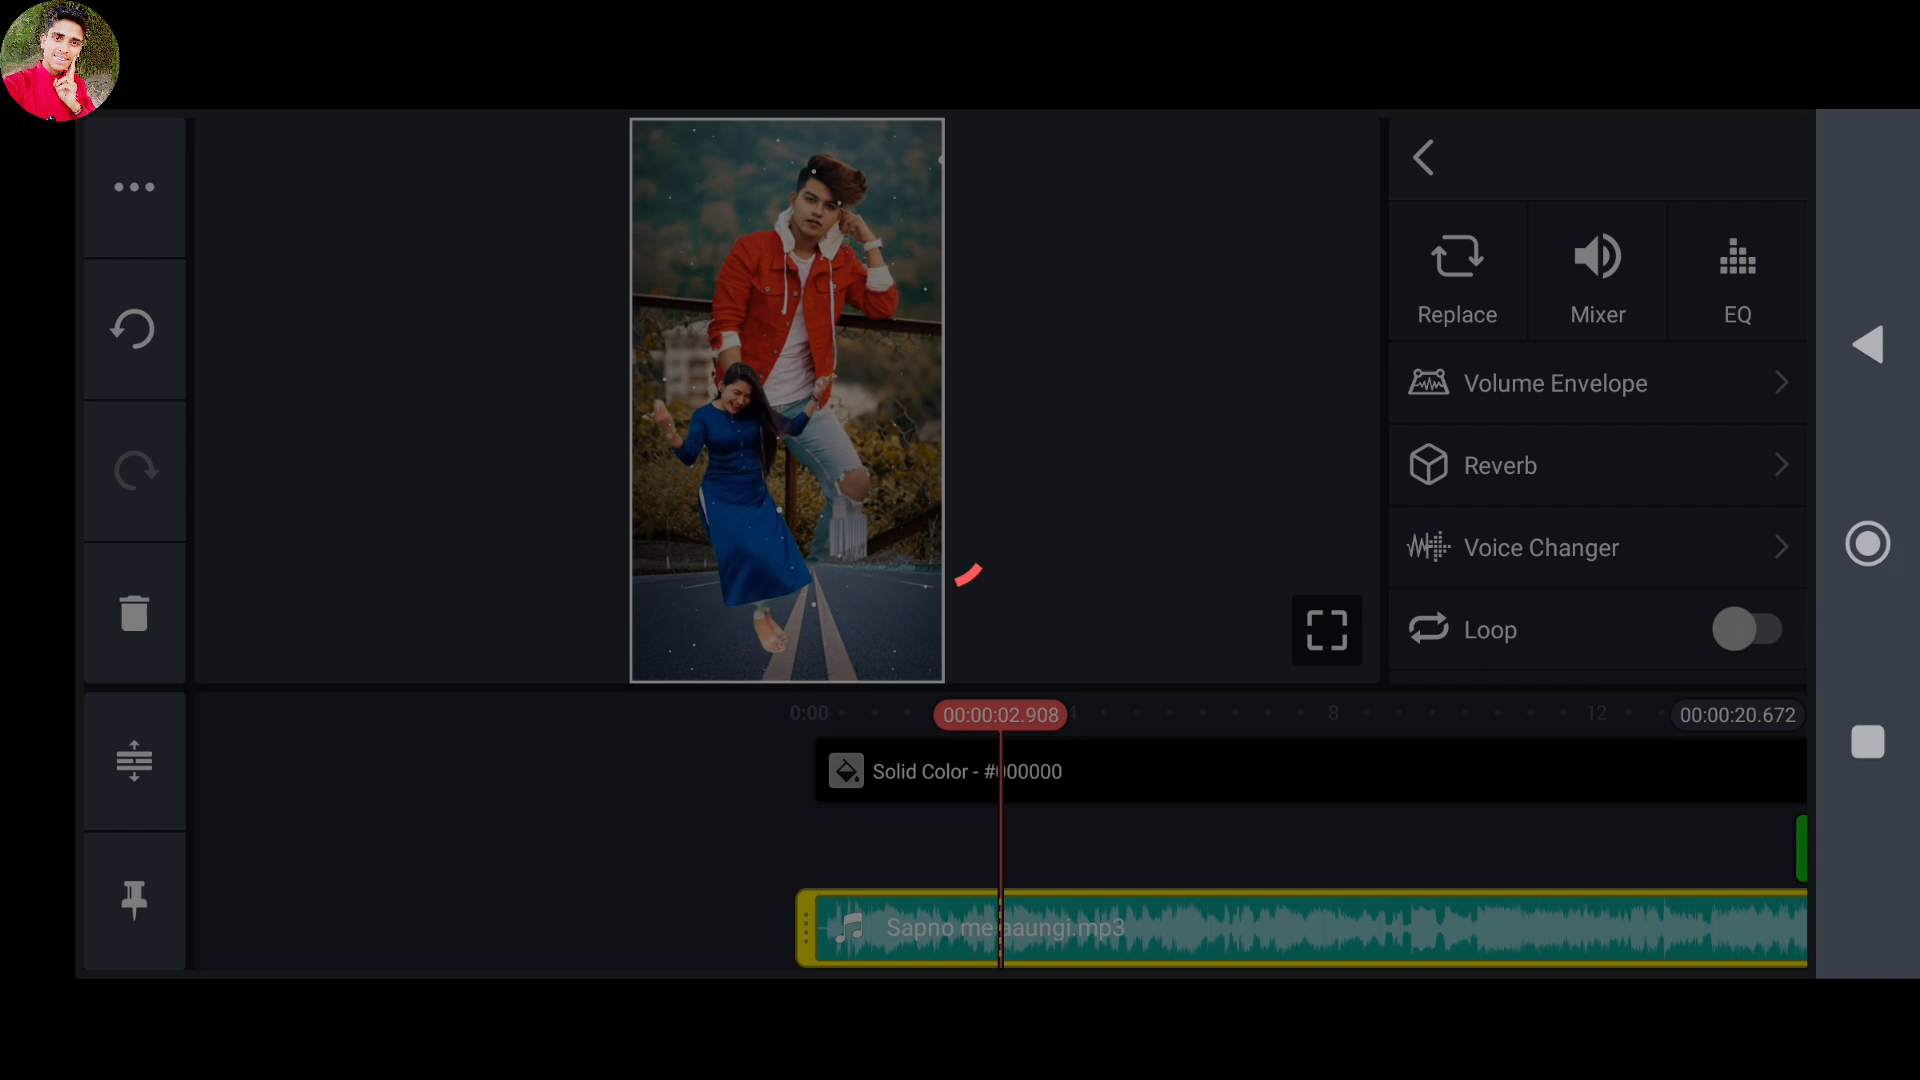 Replace
Mixer
EQ
Volume Envelope
Reverb
Voice Changer
Loop
0:00
00:00:02.908
4
8
12
00:00:20.672
Solid Color - #000000
Sapno me aaungi.mp3